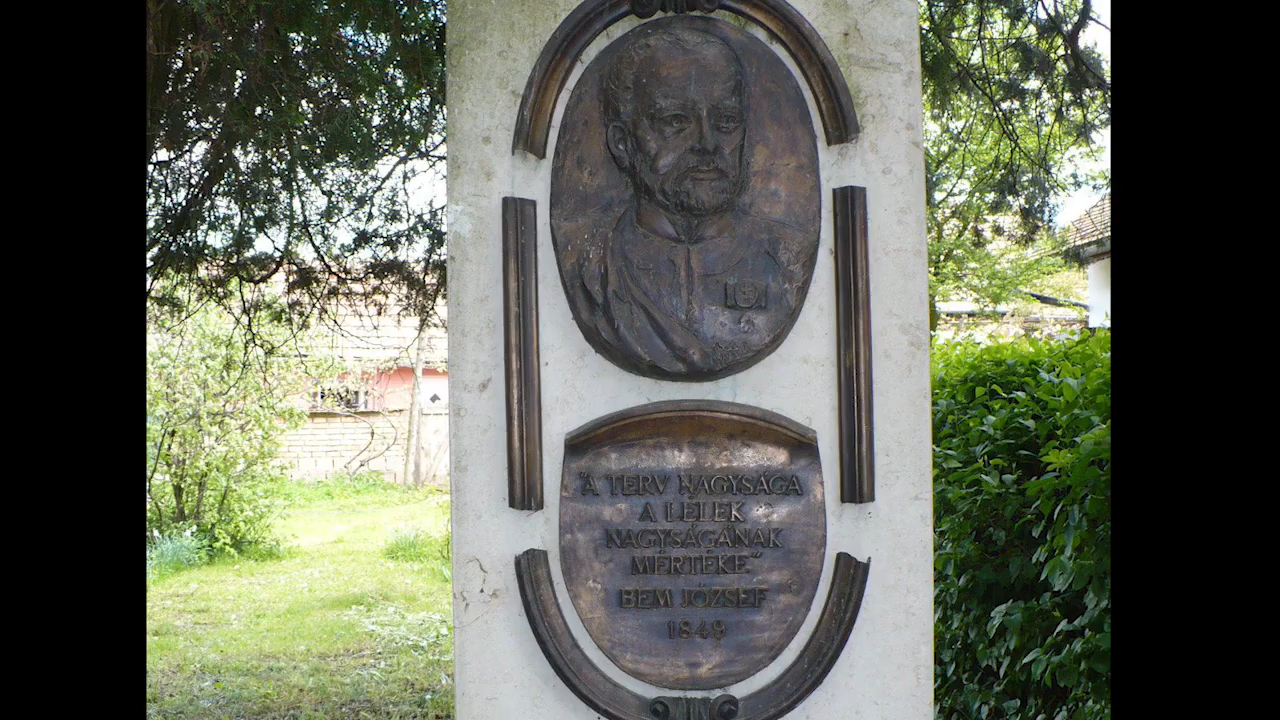 "A TERV NAGYSÁGA
A LÉLEK
NAGYSÁGÁNAK
MÉRTÉKE"
BEM JÓZSEF
1849